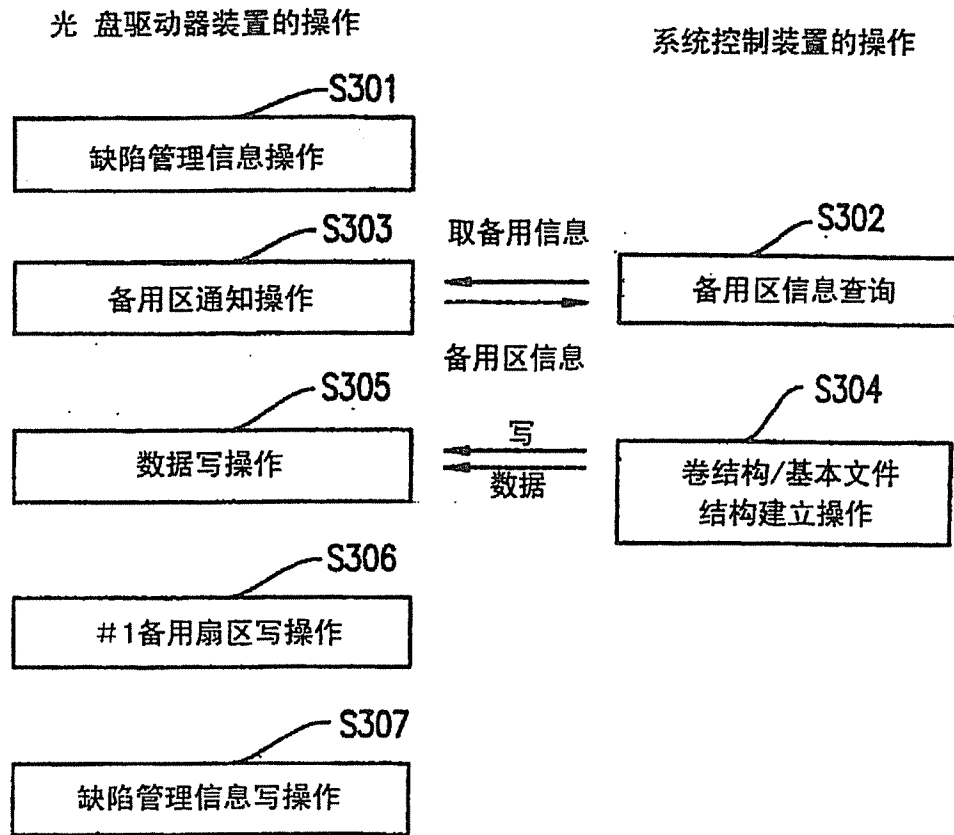 光 盘驱动器装置的操作
系统控制装置的操作
S301
缺陷管理信息操作
S303
取备用信息
S302
备用区通知操作
备用区信息查询
备用区信息
S305
S304
写
数据写操作
数据
卷结构/基本文件
结构建立操作
S306
#1备用扇区写操作
S307
缺陷管理信息写操作